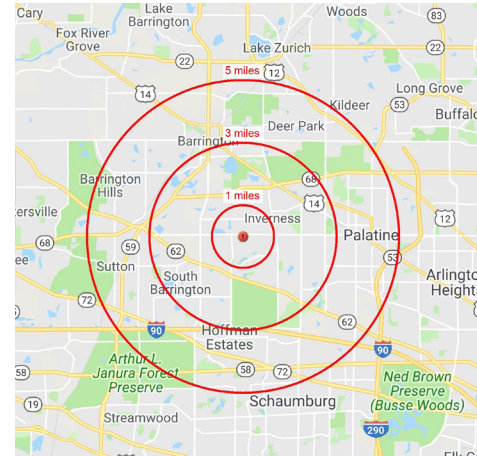 Cary
Lake
Barrington
Woods
83
Fox River
Grove
Lake Zurich
22
22
12
5 miles
14
Long Grove
Kildeer
53
Buffalo
Deer Park
3 miles
Barrington
68
Barrington
Hills
1 miles
14
tersville
Inverness
12
68
59
62
Palatine
53
ee
Sutton
South
Barrington
Arlington
Heights
72
62
90
Hoffman
Estates
90
58
Arthur L.
Janura Forest
Preserve
58
72
Ned Brown
Preserve
(Busse Woods)
19
Schaumburg
Streamwood
290